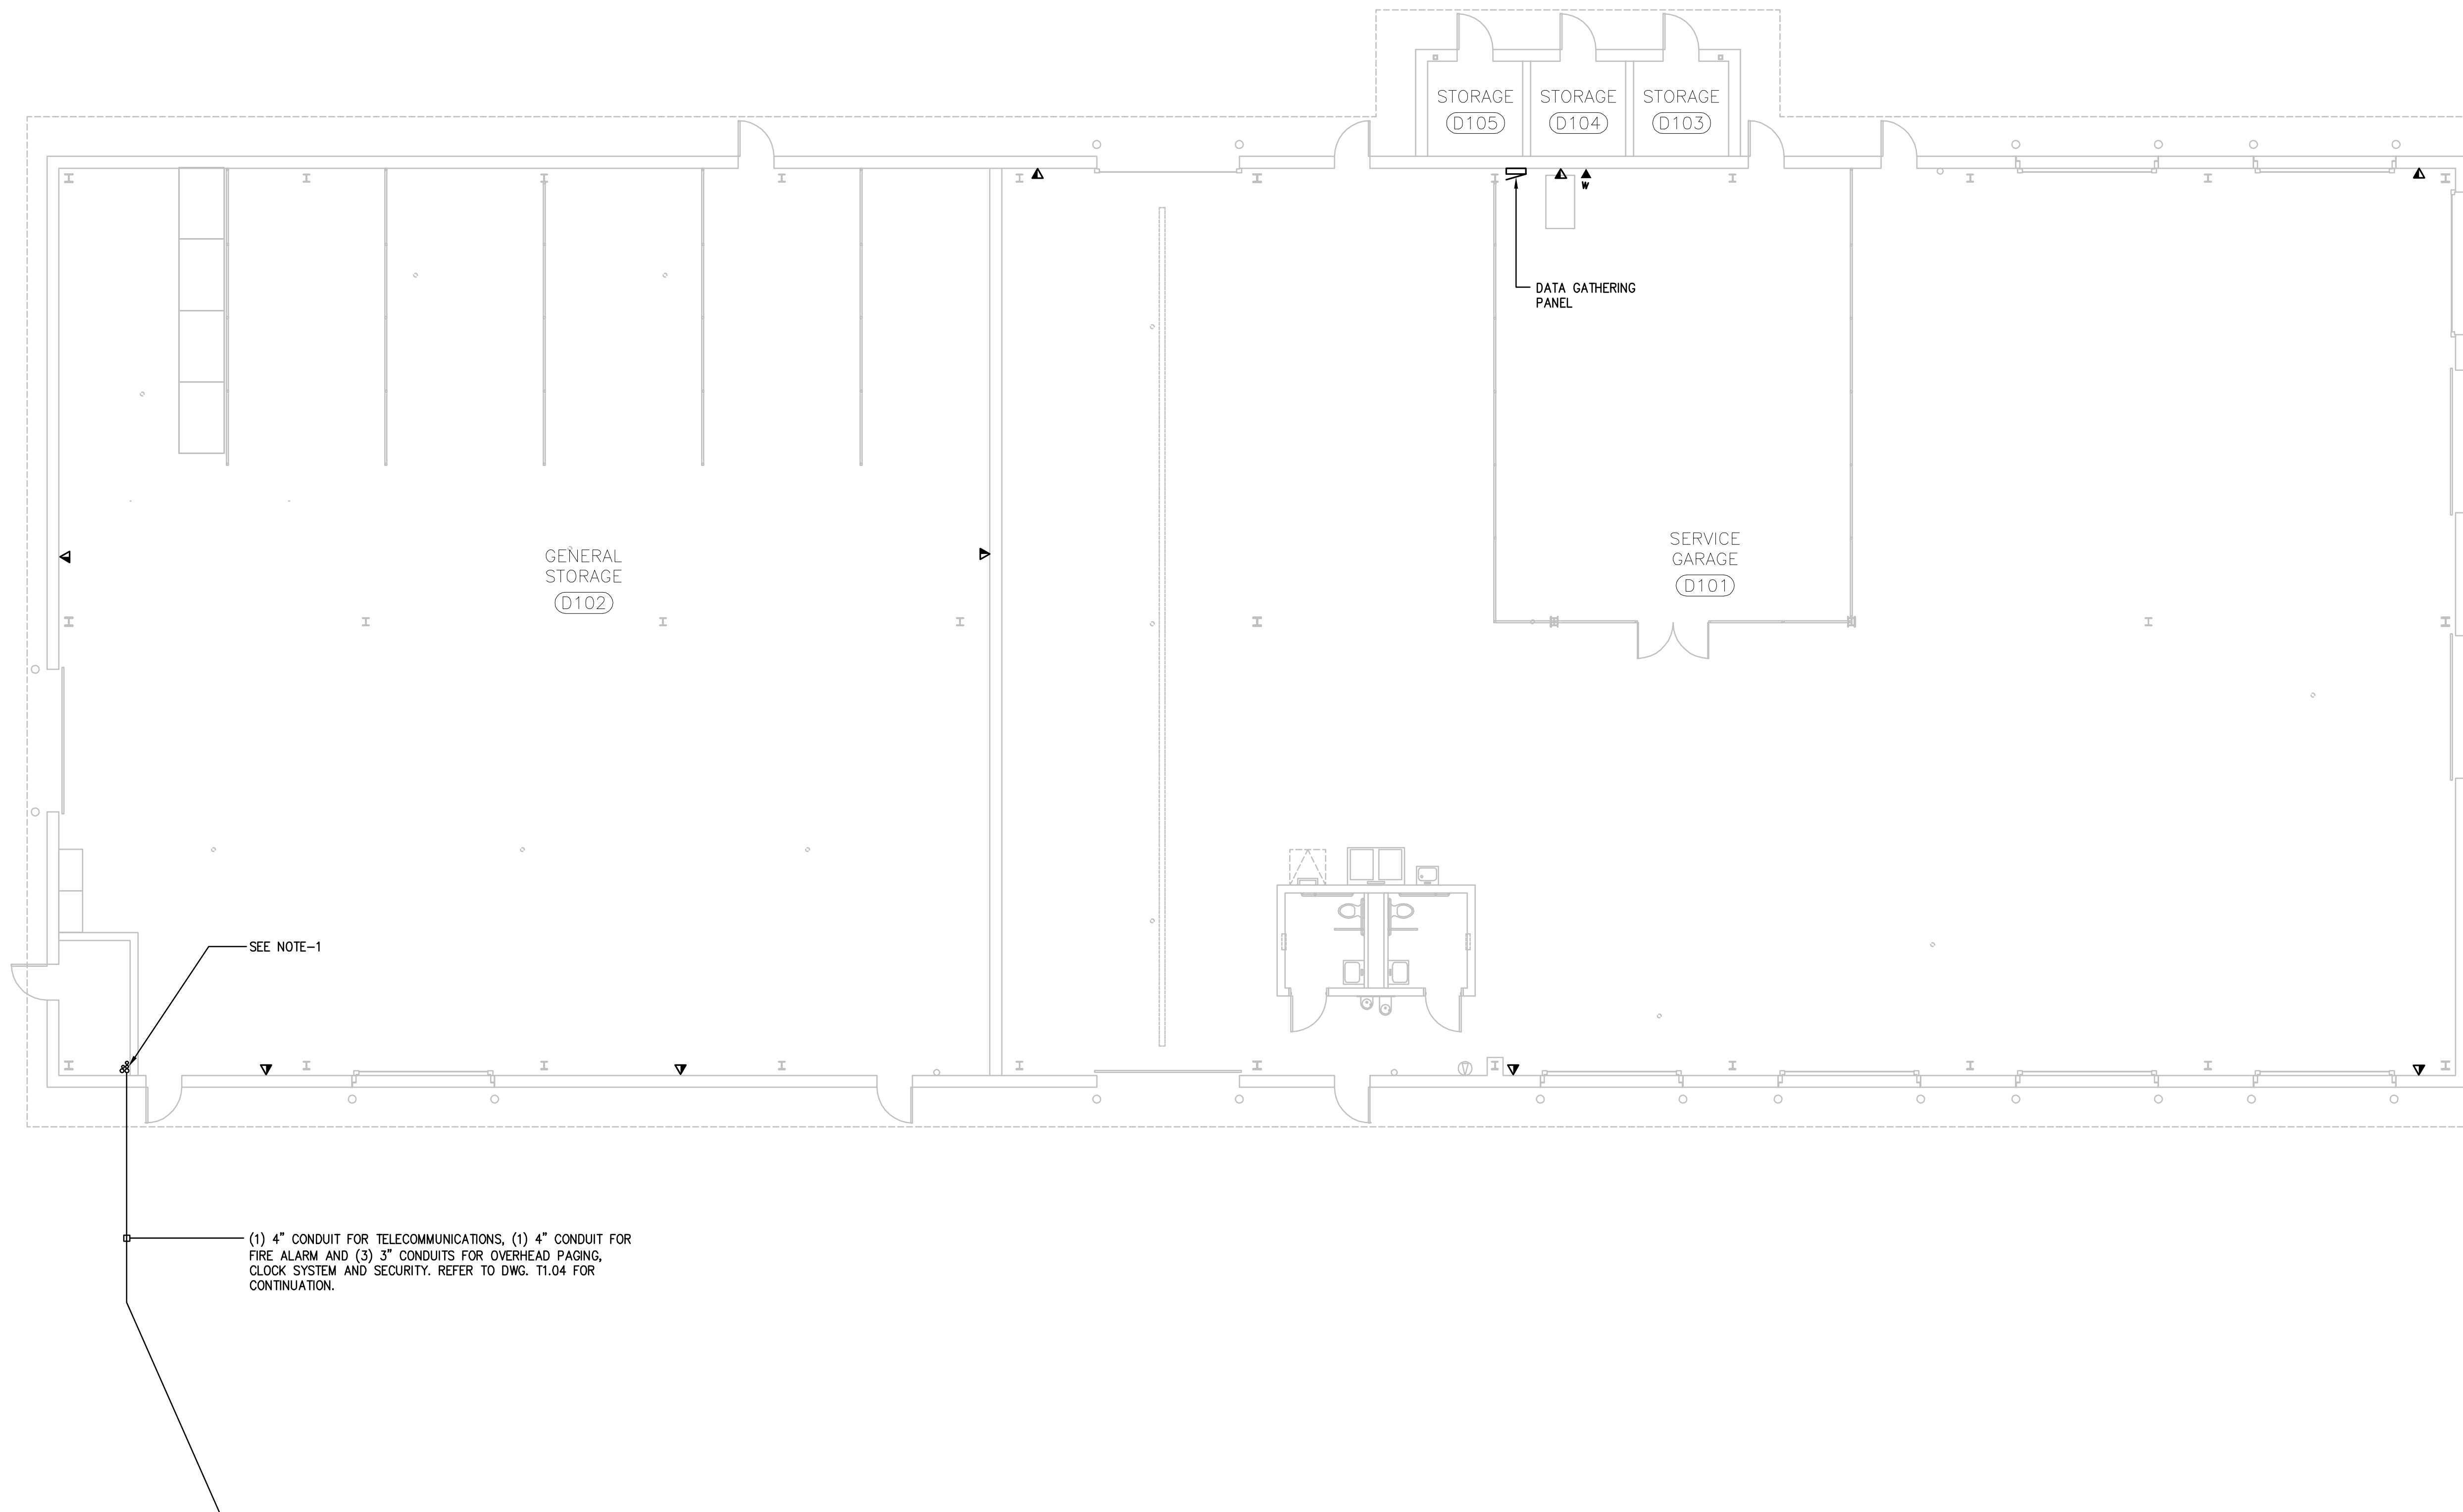 STORAGE
D105
STORAGE
D104
STORAGE
D103
W
DATA GATHERING
PANEL
GENERAL
STORAGE
D102
SERVICE
GARAGE
D101
SEE NOTE-1
V
(1) 4" CONDUIT FOR TELECOMMUNICATIONS, (1) 4" CONDUIT FOR
FIRE ALARM AND (3) 3" CONDUITS FOR OVERHEAD PAGING,
CLOCK SYSTEM AND SECURITY. REFER TO DWG. T1.04 FOR
CONTINUATION.